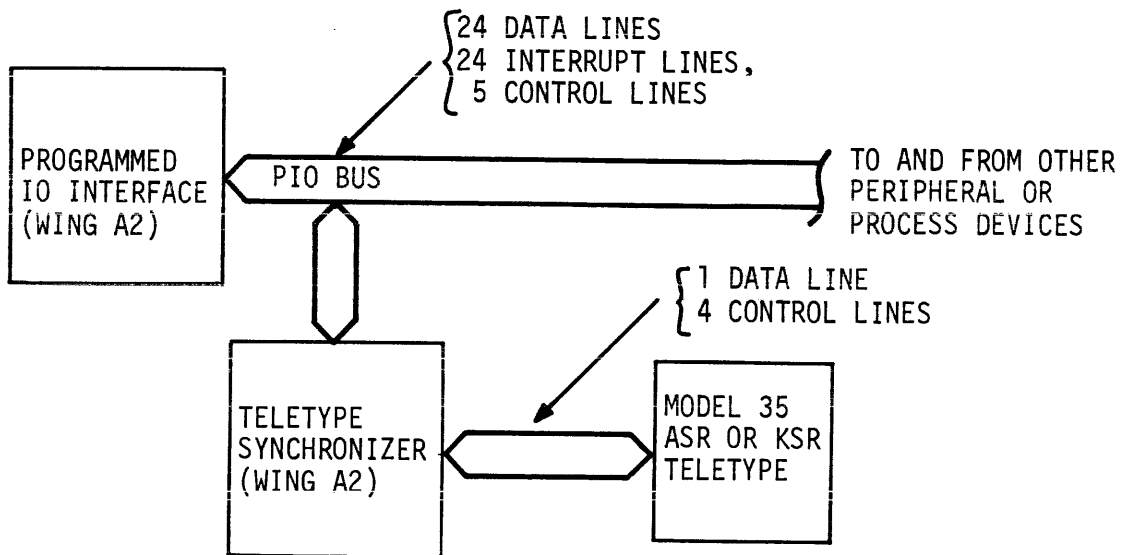 24 DATA LINES
24 INTERRUPT LINES,
5 CONTROL LINES
PROGRAMMED
IO INTERFACE
(WING A2)
PIO BUS
TO AND FROM OTHER
PERIPHERAL OR
PROCESS DEVICES
1 DATA LINE
4 CONTROL LINES
TELETYPE
SYNCHRONIZER
(WING A2)
MODEL 35
ASR OR KSR
TELETYPE